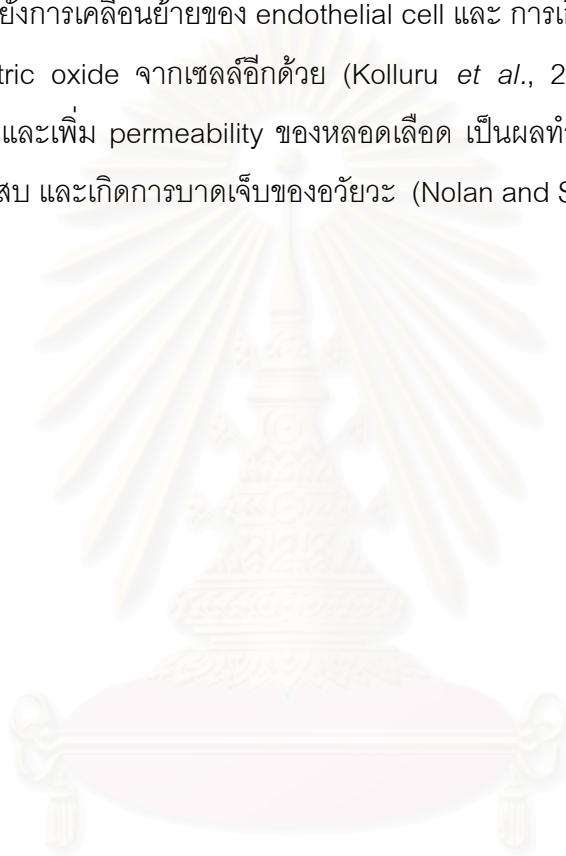 ยังการเคลื่อนย้ายของ endothelial cell และ
tric oxide จากเซลล์อีกด้วย (Kolluru et al., 2
และเพิ่ม permeability ของหลอดเลือด เป็นผลทำ
สบ และเกิดการบาดเจ็บของอวัยวะ (Nolan and S